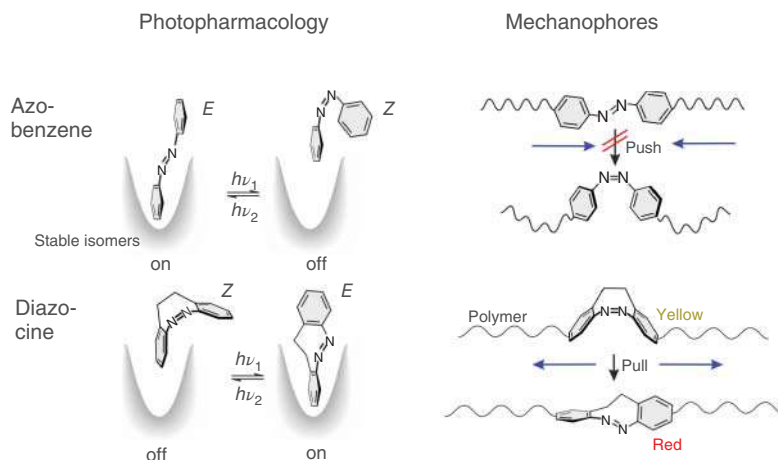 Photopharmacology
Mechanophores
Azo-
benzene
E
N=N
Z
N=N
hν1
hν2
Stable isomers
on
off
N=N
Push
N=N
Diazo-
cine
Z
N=N
E
N=N
hν1
hν2
off
on
Polymer
N=N
Yellow
Pull
N=N
Red